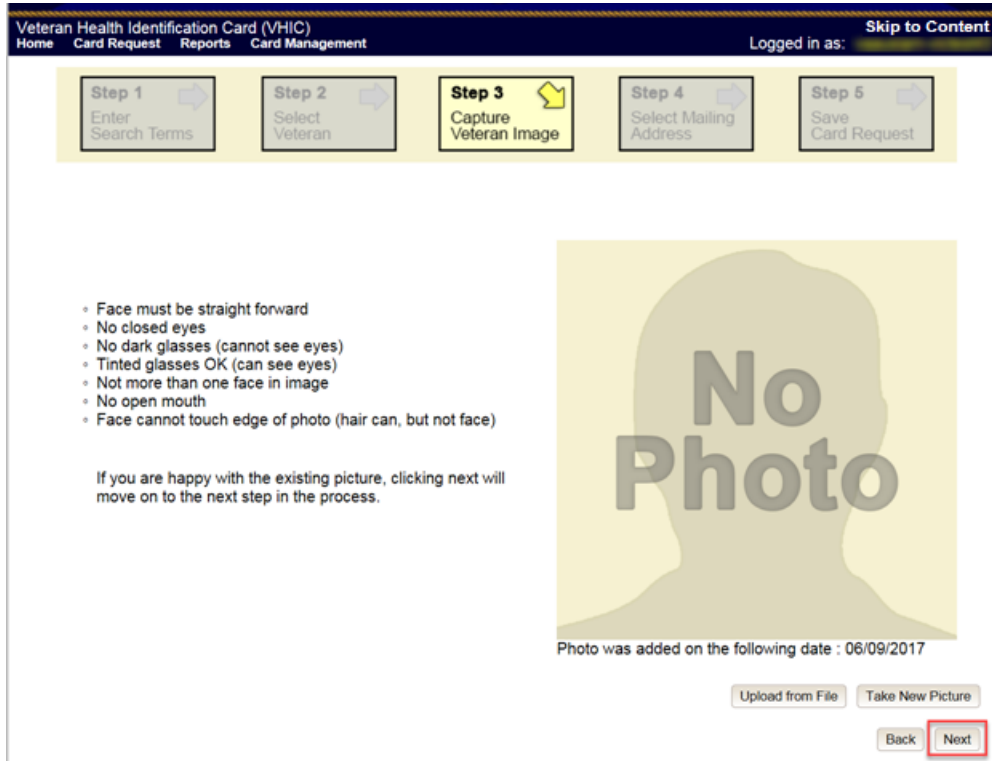 Veteran Health Identification Card (VHIC)
Skip to Content
Home Card Request Reports Card Management
Logged in as:
Step 1
Enter
Search Terms
Step 2
Select
Veteran
Step 3
Capture
Veteran Image
Step 4
Select Mailing
Address
Step 5
Save
Card Request
Face must be straight forward
No closed eyes
No dark glasses (cannot see eyes)
Tinted glasses OK (can see eyes)
Not more than one face in image
No open mouth
Face cannot touch edge of photo (hair can, but not face)
If you are happy with the existing picture, clicking next will
move on to the next step in the process.
No
Photo
Photo was added on the following date : 06/09/2017
Upload from File
Take New Picture
Back
Next